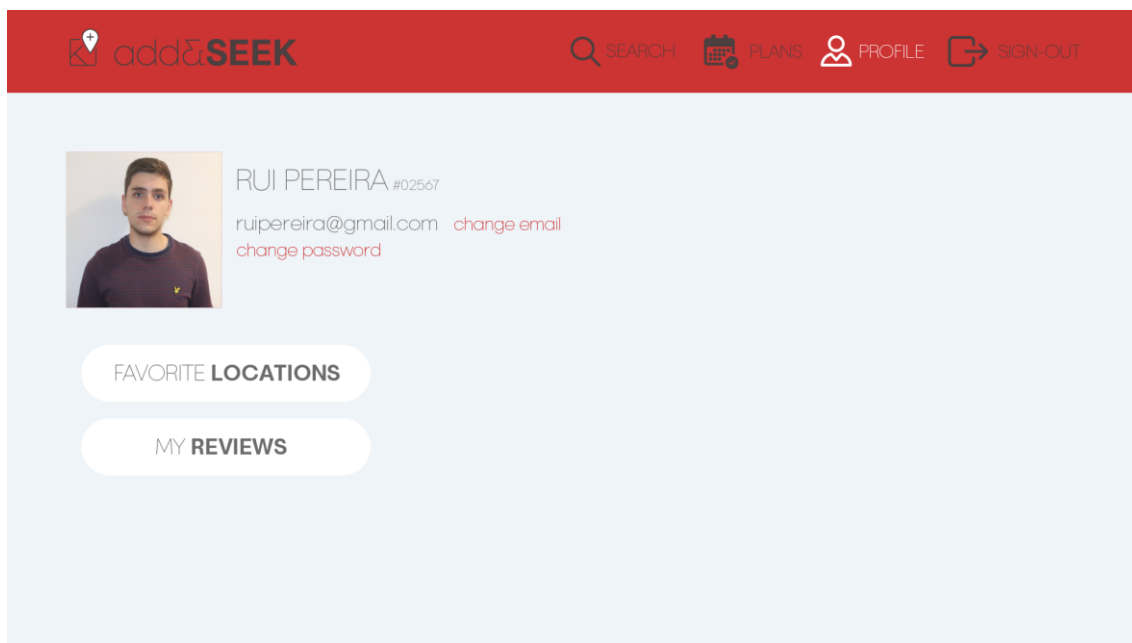 add&SEEK SEARCH PLANS PROFILE SIGN-OUT
RUI PEREIRA #02567
ruipereira@gmail.com change email
change password
FAVORITE LOCATIONS
MY REVIEWS